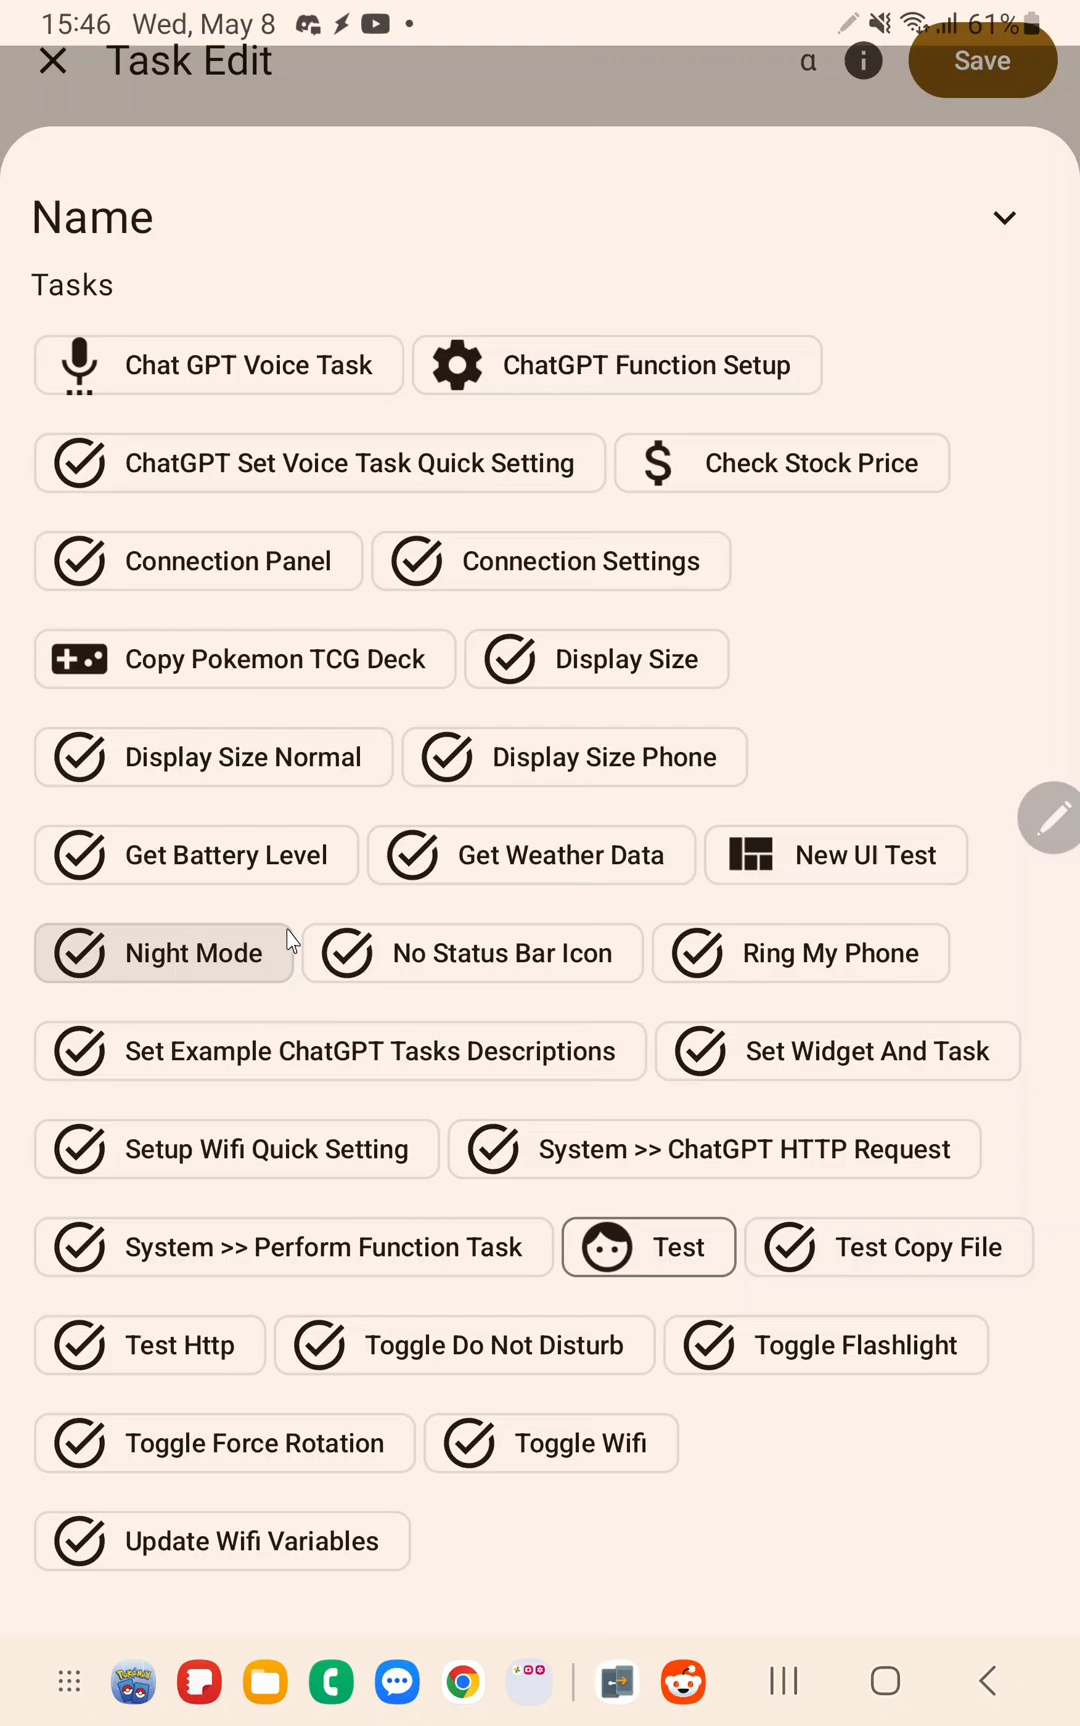 15:46 Wed, May 8 61%
Task Edit α i Save
Name
Tasks
Chat GPT Voice Task ChatGPT Function Setup
ChatGPT Set Voice Task Quick Setting $ Check Stock Price
Connection Panel Connection Settings
Copy Pokemon TCG Deck Display Size
Display Size Normal Display Size Phone
Get Battery Level Get Weather Data New UI Test
Night Mode No Status Bar Icon Ring My Phone
Set Example ChatGPT Tasks Descriptions Set Widget And Task
Setup Wifi Quick Setting System >> ChatGPT HTTP Request
System >> Perform Function Task Test Test Copy File
Test Http Toggle Do Not Disturb Toggle Flashlight
Toggle Force Rotation Toggle Wifi
Update Wifi Variables